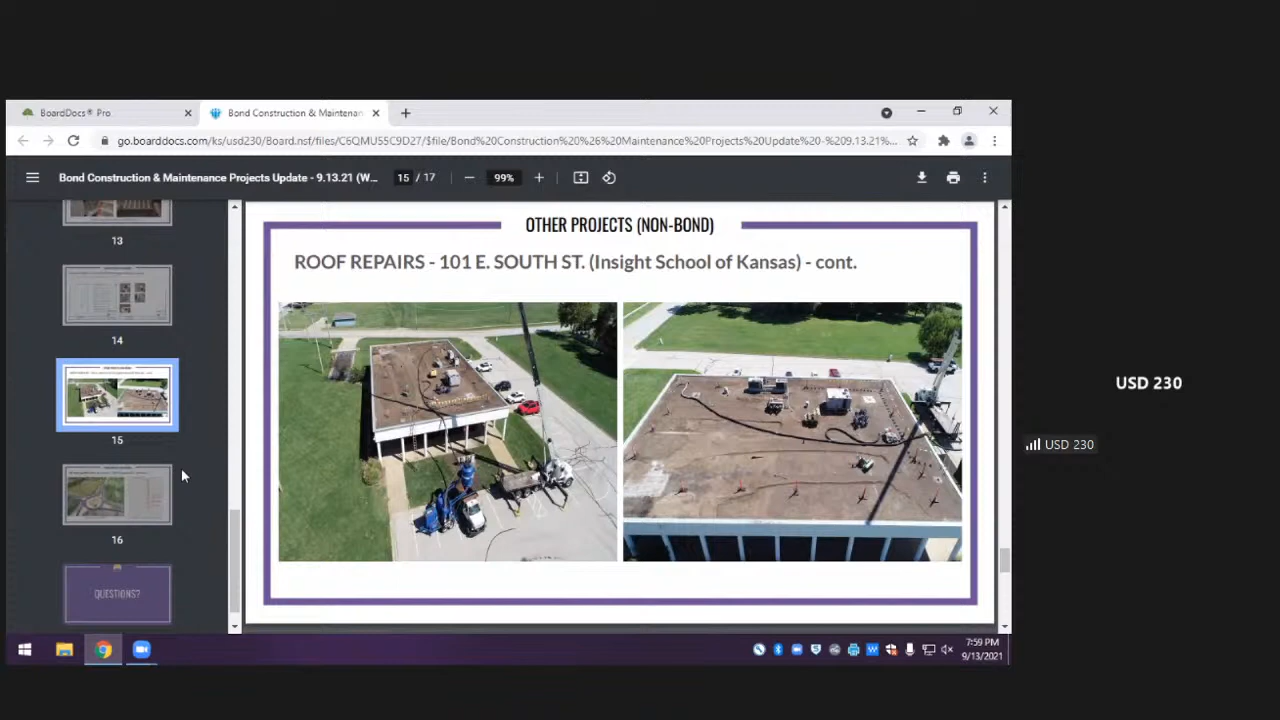 BoardDocs® Pro
Bond Construction & Maintenan
go.boarddocs.com/ks/usd230/Board.nsf/files/C6QMU55C9D27/$file/Bond%20Construction%20%26%20Maintenance%20Projects%20Update%20-%209.13.21%...
Bond Construction & Maintenance Projects Update - 9.13.21 (W...
15 / 17
99%
13
14
15
16
QUESTIONS?
OTHER PROJECTS (NON-BOND)
ROOF REPAIRS - 101 E. SOUTH ST. (Insight School of Kansas) - cont.
USD 230
USD 230
7:59 PM
9/13/2021